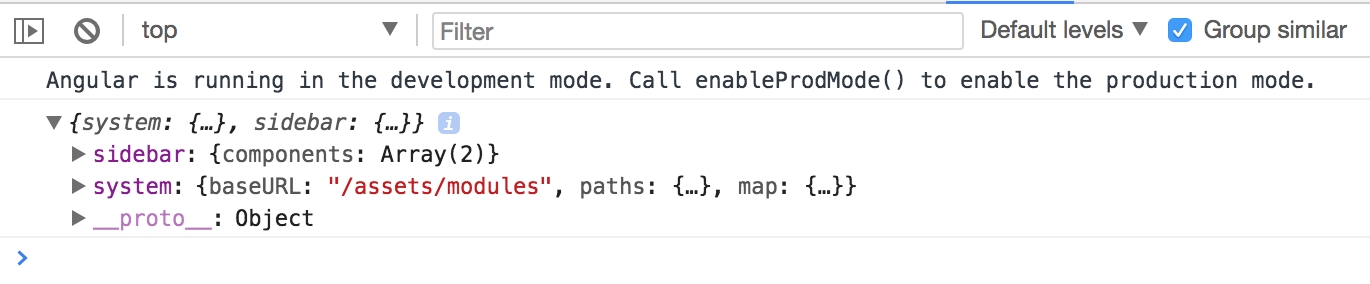 top Filter Default levels Group similar
Angular is running in the development mode. Call enableProdMode() to enable the production mode.
{system: {…}, sidebar: {…}} i
sidebar: {components: Array(2)}
system: {baseURL: "/assets/modules", paths: {…}, map: {…}}
__proto__: Object